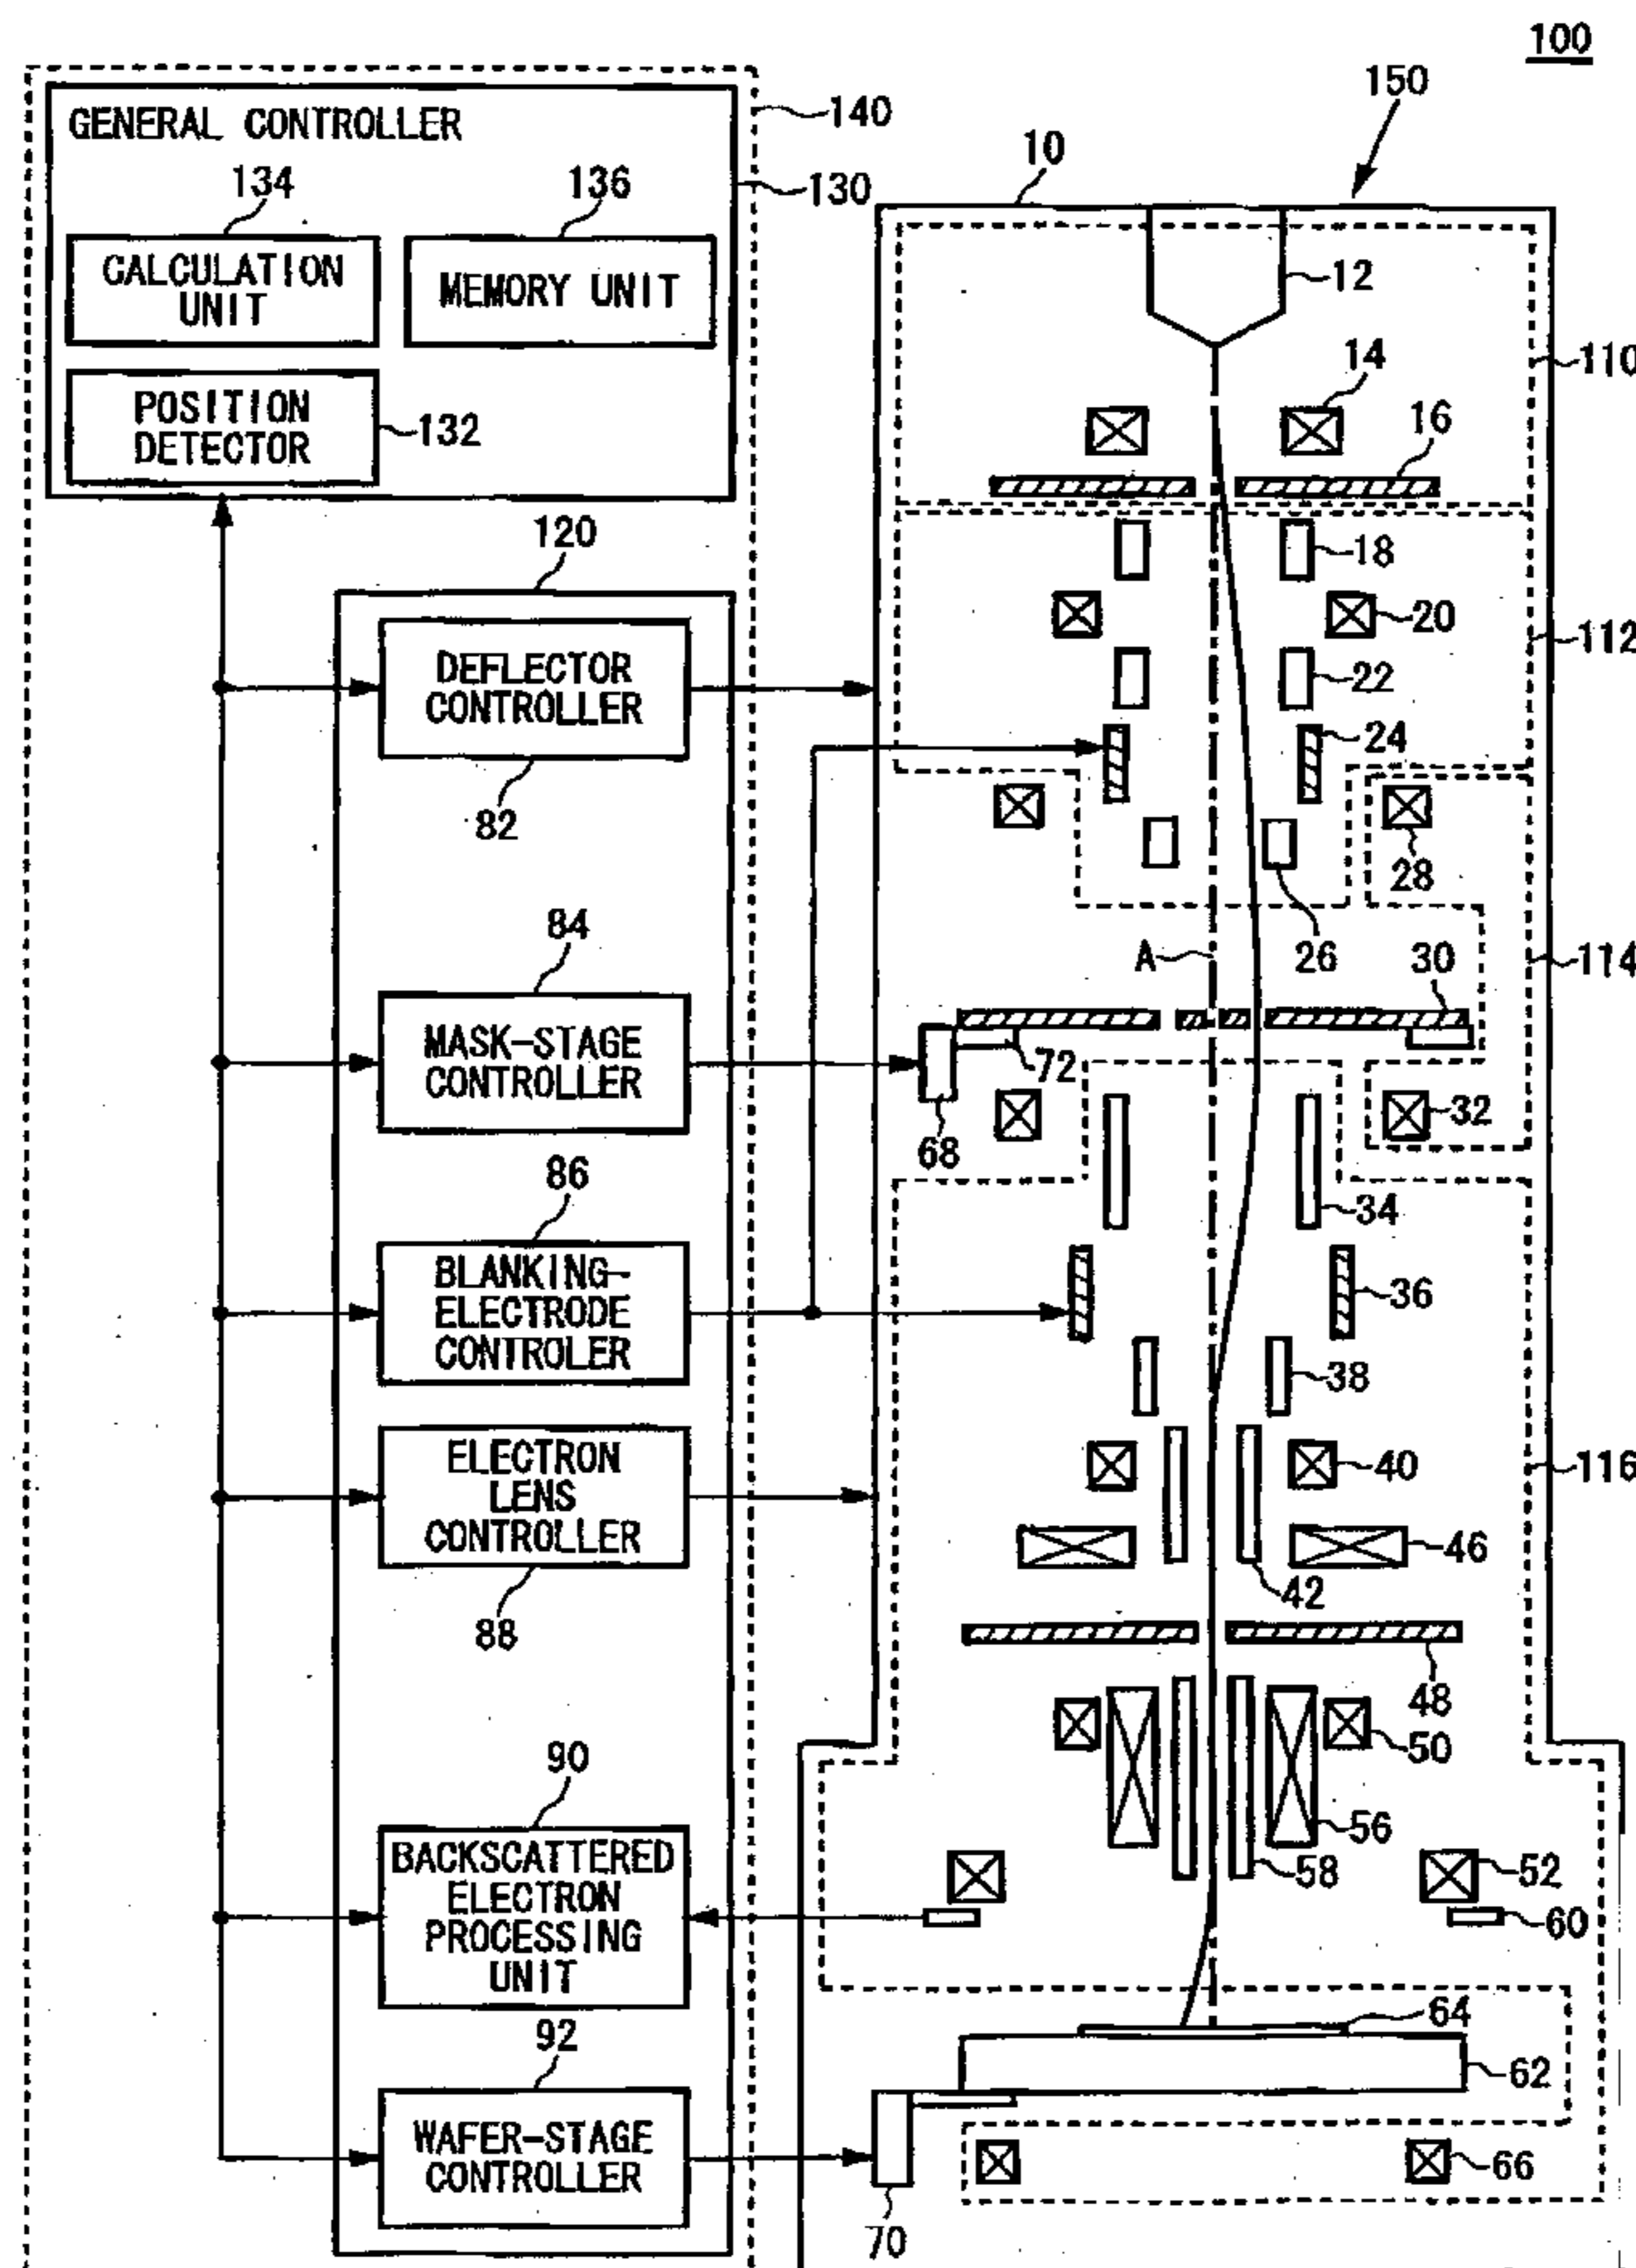 100
150
GENERAL CONTROLLER
140
10
134
136
130
CALCULATION
UNIT
MEMORY UNIT
12
14
110
POSITION
DETECTOR
132
16
120
18
20
112
DEFLECTOR
CONTROLLER
22
24
82
28
84
A
26
30
114
MASK-STAGE
CONTROLLER
72
32
68
86
34
BLANKING-
ELECTRODE
CONTROLER
36
38
ELECTRON
LENS
CONTROLLER
40
116
46
42
88
48
50
90
56
BACKSCATTERED
ELECTRON
PROCESSING
UNIT
58
52
60
64
92
62
WAFER-STAGE
CONTROLLER
66
70